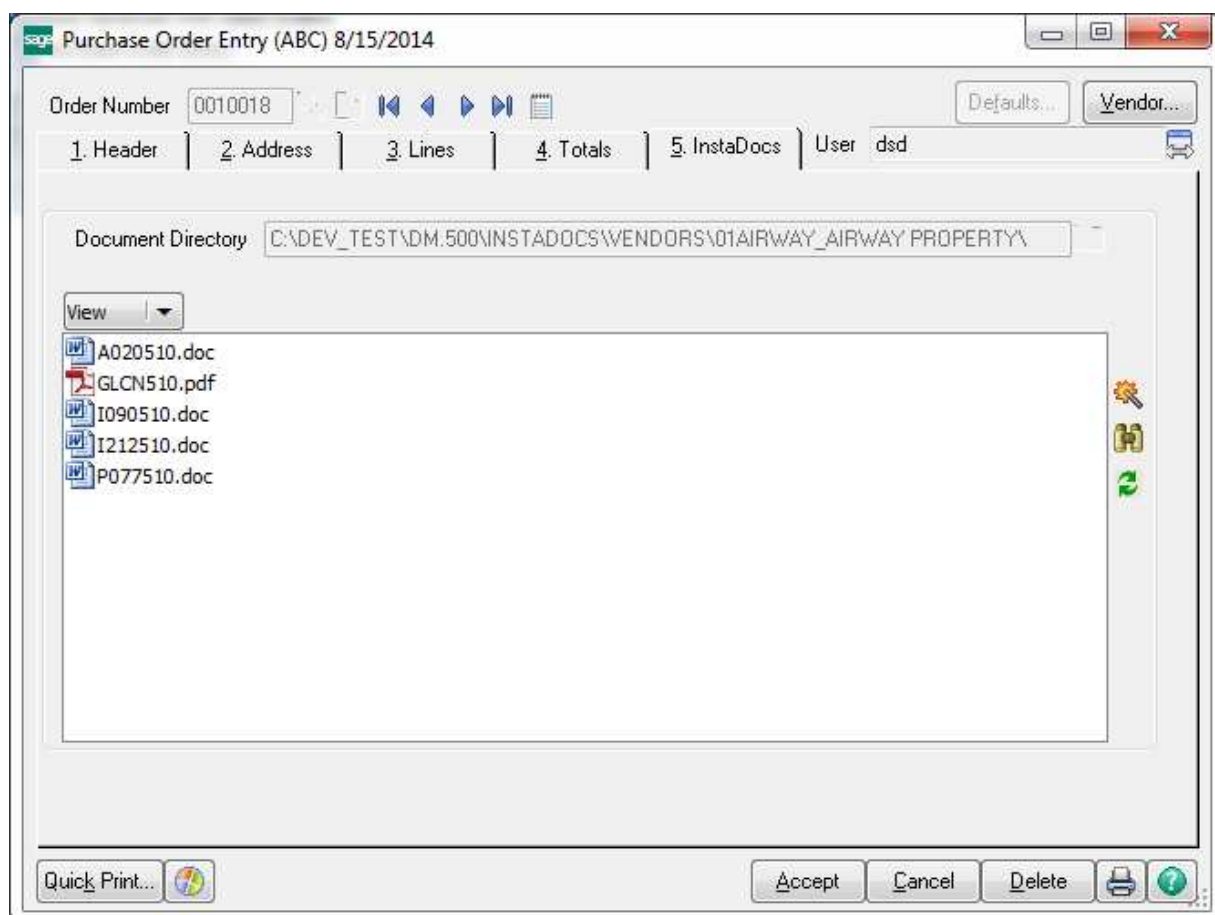 sage Purchase Order Entry (ABC) 8/15/2014
Order Number 0010018 Defaults... Vendor...
1. Header 2. Address 3. Lines 4. Totals 5. InstaDocs User dsd
Document Directory C:\DEV_TEST\DM.500\INSTADOCS\VENDORS\01AIRWAY_AIRWAY PROPERTY\
View
A020510.doc
GLCN510.pdf
I090510.doc
I212510.doc
P077510.doc
Quick Print... Accept Cancel Delete